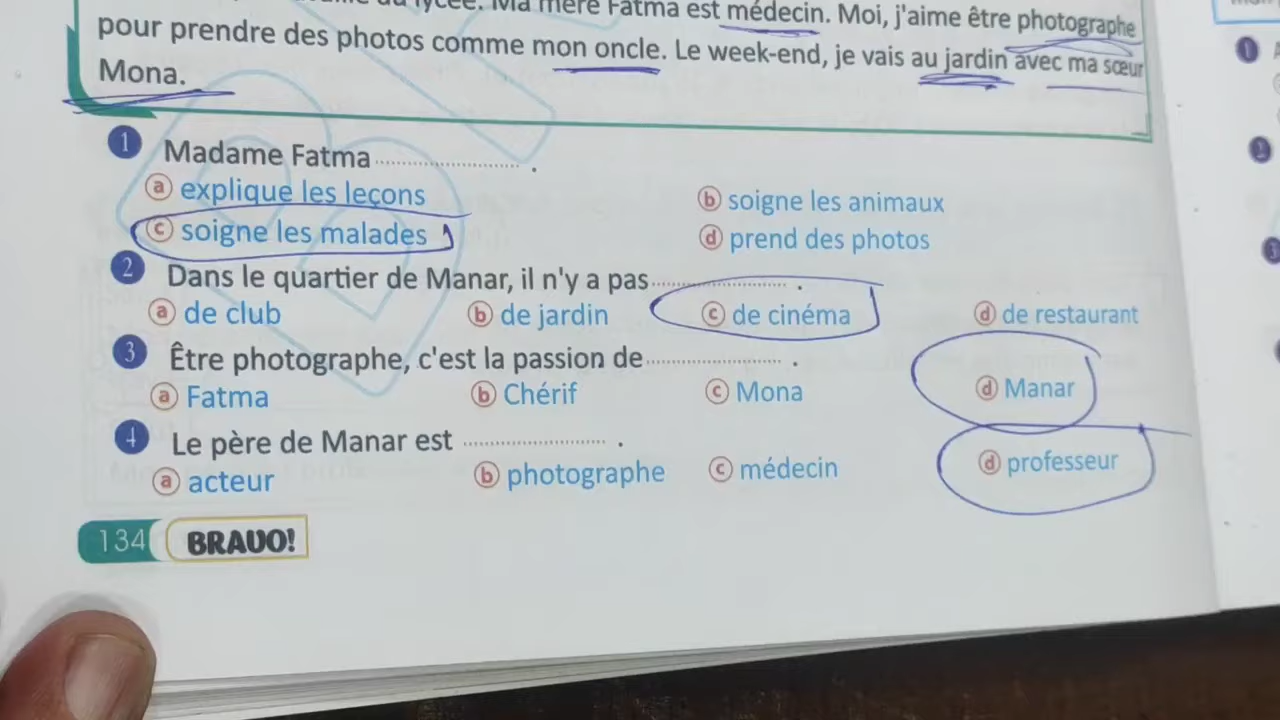 lycée. Ma mère Fatma est médecin. Moi, j'aime être photographe
pour prendre des photos comme mon oncle. Le week-end, je vais au jardin avec ma sœur
Mona.
1 Madame Fatma .................... .
a explique les leçons
b soigne les animaux
c soigne les malades
d prend des photos
2 Dans le quartier de Manar, il n'y a pas .................... .
a de club b de jardin c de cinéma d de restaurant
3 Être photographe, c'est la passion de .................... .
a Fatma b Chérif c Mona d Manar
4 Le père de Manar est .................... .
a acteur b photographe c médecin d professeur
134 BRAVO!